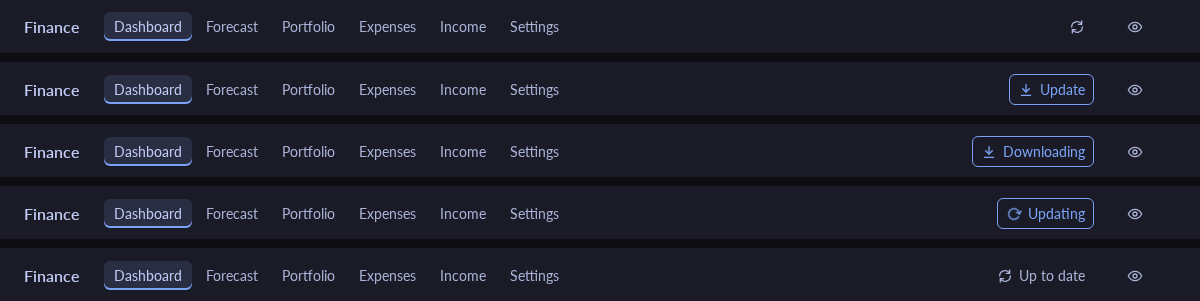 Finance Dashboard Forecast Portfolio Expenses Income Settings
Finance Dashboard Forecast Portfolio Expenses Income Settings Update
Finance Dashboard Forecast Portfolio Expenses Income Settings Downloading
Finance Dashboard Forecast Portfolio Expenses Income Settings Updating
Finance Dashboard Forecast Portfolio Expenses Income Settings Up to date